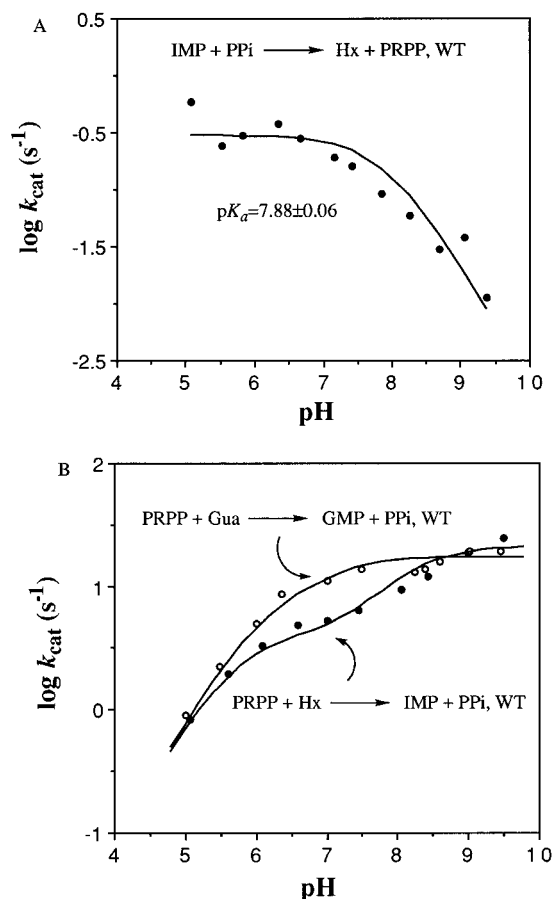 A
IMP + PPi → Hx + PRPP, WT
pKa=7.88±0.06
log kcat (s⁻¹)
0.5
-0.5
-1.5
-2.5
4 5 6 7 8 9 10
pH
B
PRPP + Gua → GMP + PPi, WT
PRPP + Hx → IMP + PPi, WT
log kcat (s⁻¹)
2
1
0
-1
4 5 6 7 8 9 10
pH